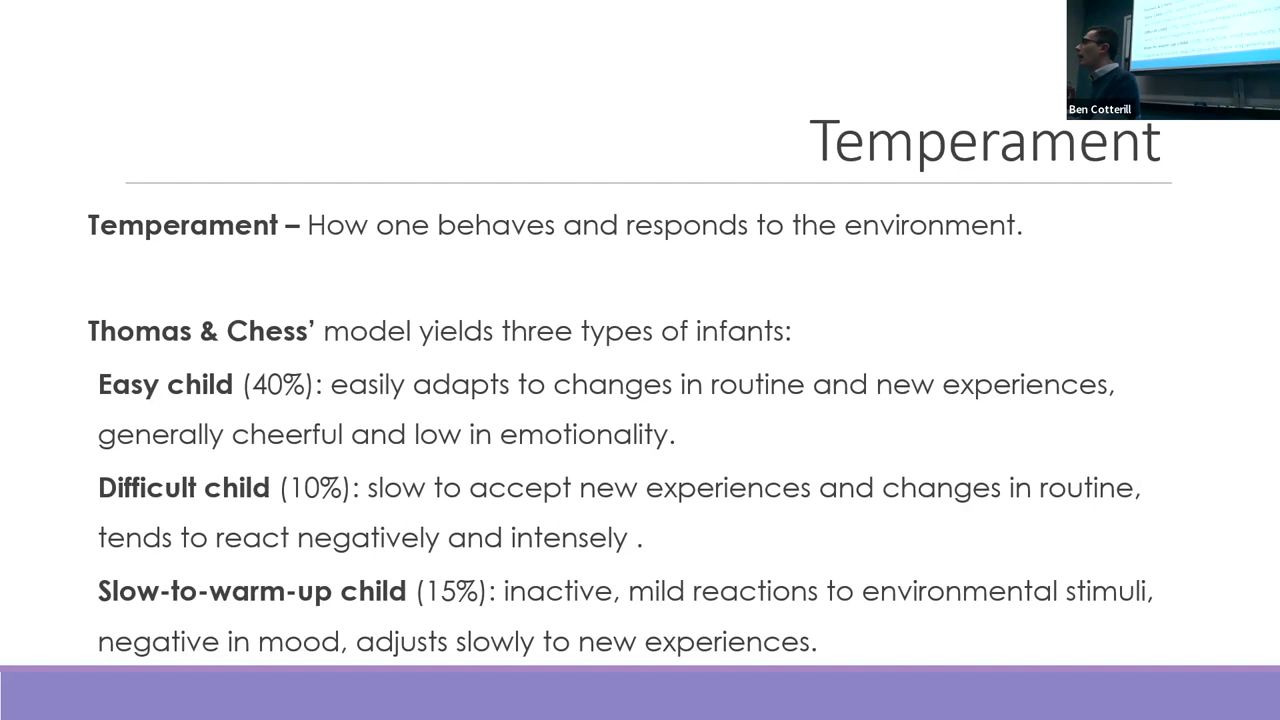 Ben Cotterill
Temperament
Temperament – How one behaves and responds to the environment.
Thomas & Chess’ model yields three types of infants:
Easy child (40%): easily adapts to changes in routine and new experiences,
generally cheerful and low in emotionality.
Difficult child (10%): slow to accept new experiences and changes in routine,
tends to react negatively and intensely .
Slow-to-warm-up child (15%): inactive, mild reactions to environmental stimuli,
negative in mood, adjusts slowly to new experiences.